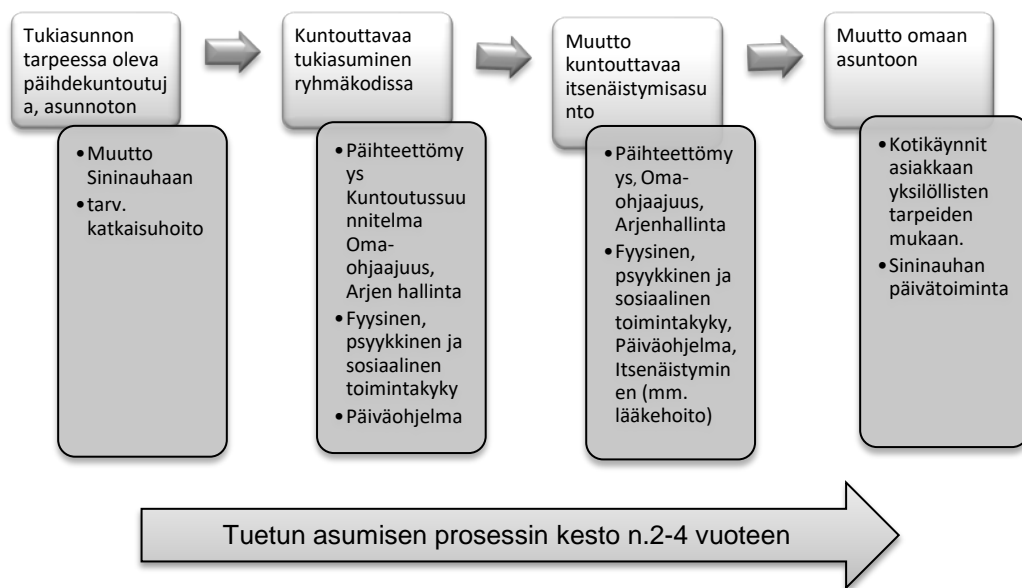 Tukiasunnon
tarpeessa oleva
päihdekuntoutuj
a, asunnoton
•Muutto
Sininauhaan
•tarv.
katkaisuhoito
Kuntouttavaa
tukiasuminen
ryhmäkodissa
•Päihteettömy
ys
Kuntoutussuu
nnitelma
Oma-
ohjaajuus,
Arjen hallinta
•Fyysinen,
psyykkinen ja
sosiaalinen
toimintakyky
•Päiväohjelma
Muutto
kuntouttavaa
itsenäistymisasu
nto
•Päihteettömy
ys, Oma-
ohjaajuus,
Arjenhallinta
•Fyysinen,
psyykkinen ja
sosiaalinen
toimintakyky,
Päiväohjelma,
Itsenäistymin
en (mm.
lääkehoito)
Muutto omaan
asuntoon
•Kotikäynnit
asiakkaan
yksilöllisten
tarpeiden
mukaan.
•Sininauhan
päivätoiminta
Tuetun asumisen prosessin kesto n.2-4 vuoteen